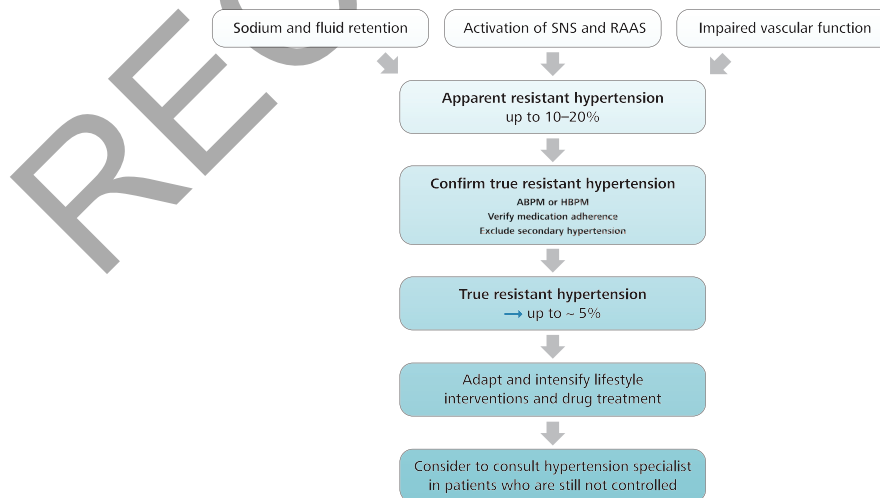 Sodium and fluid retention
Activation of SNS and RAAS
Impaired vascular function
Apparent resistant hypertension
up to 10–20%
Confirm true resistant hypertension
ABPM or HBPM
Verify medication adherence
Exclude secondary hypertension
True resistant hypertension
→ up to ~ 5%
Adapt and intensify lifestyle
interventions and drug treatment
Consider to consult hypertension specialist
in patients who are still not controlled